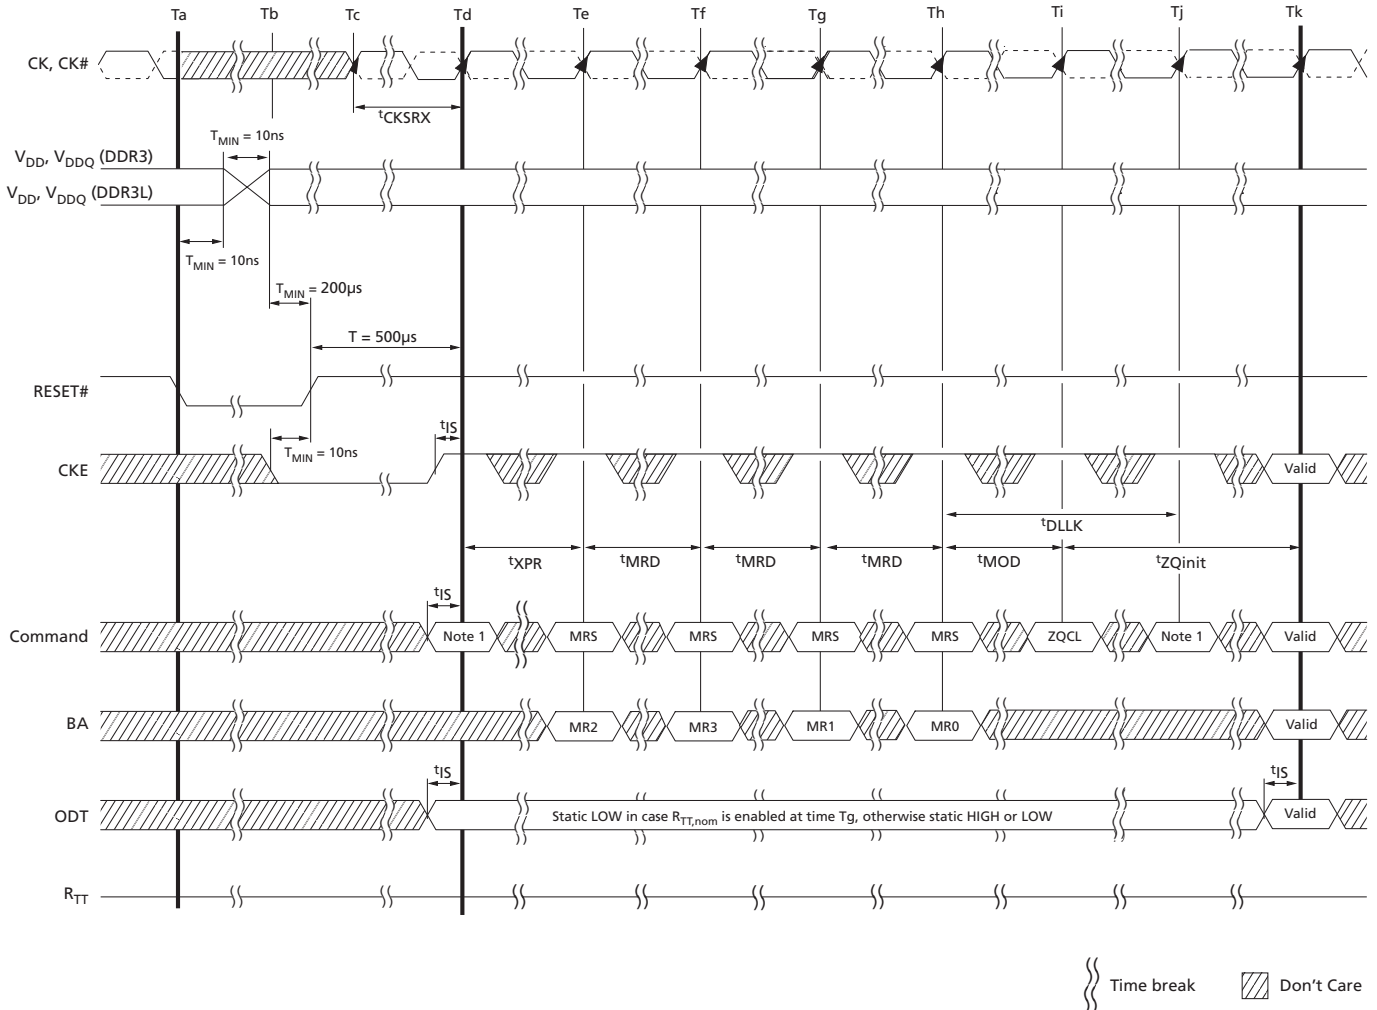 Ta Tb Tc Td Te Tf Tg Th Ti Tj Tk
CK, CK#
tCKSRX
TMIN = 10ns
VDD, VDDQ (DDR3)
VDD, VDDQ (DDR3L)
TMIN = 10ns
TMIN = 200µs
T = 500µs
RESET#
tIS
TMIN = 10ns
CKE
Valid
tDLLK
tXPR tMRD tMRD tMRD tMOD tZQinit
tIS
Command Note 1 MRS MRS MRS MRS ZQCL Note 1 Valid
BA MR2 MR3 MR1 MR0 Valid
tIS tIS
ODT Static LOW in case RTT,nom is enabled at time Tg, otherwise static HIGH or LOW Valid
RTT
Time break Don't Care